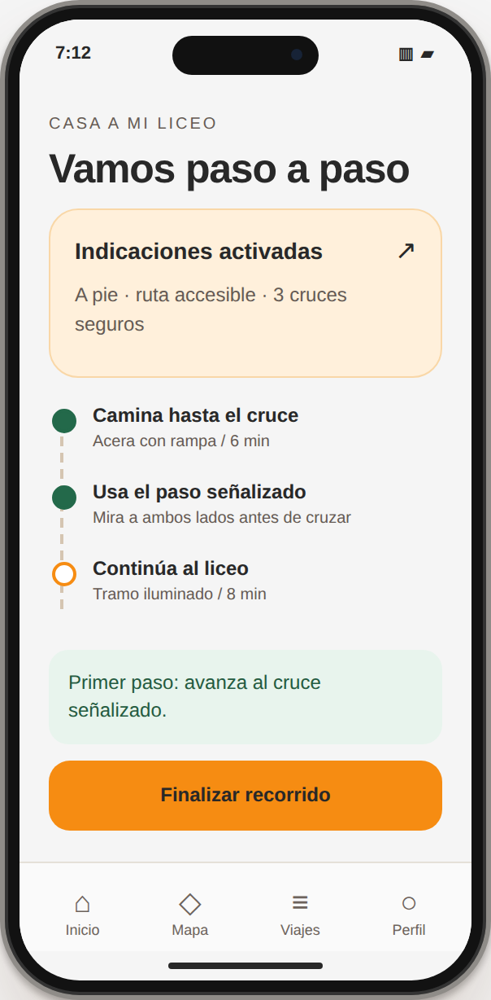 7:12
CASA A MI LICEO
Vamos paso a paso
Indicaciones activadas
A pie · ruta accesible · 3 cruces
seguros
Camina hasta el cruce
Acera con rampa / 6 min
Usa el paso señalizado
Mira a ambos lados antes de cruzar
Continúa al liceo
Tramo iluminado / 8 min
Primer paso: avanza al cruce
señalizado.
Finalizar recorrido
Inicio
Mapa
Viajes
Perfil